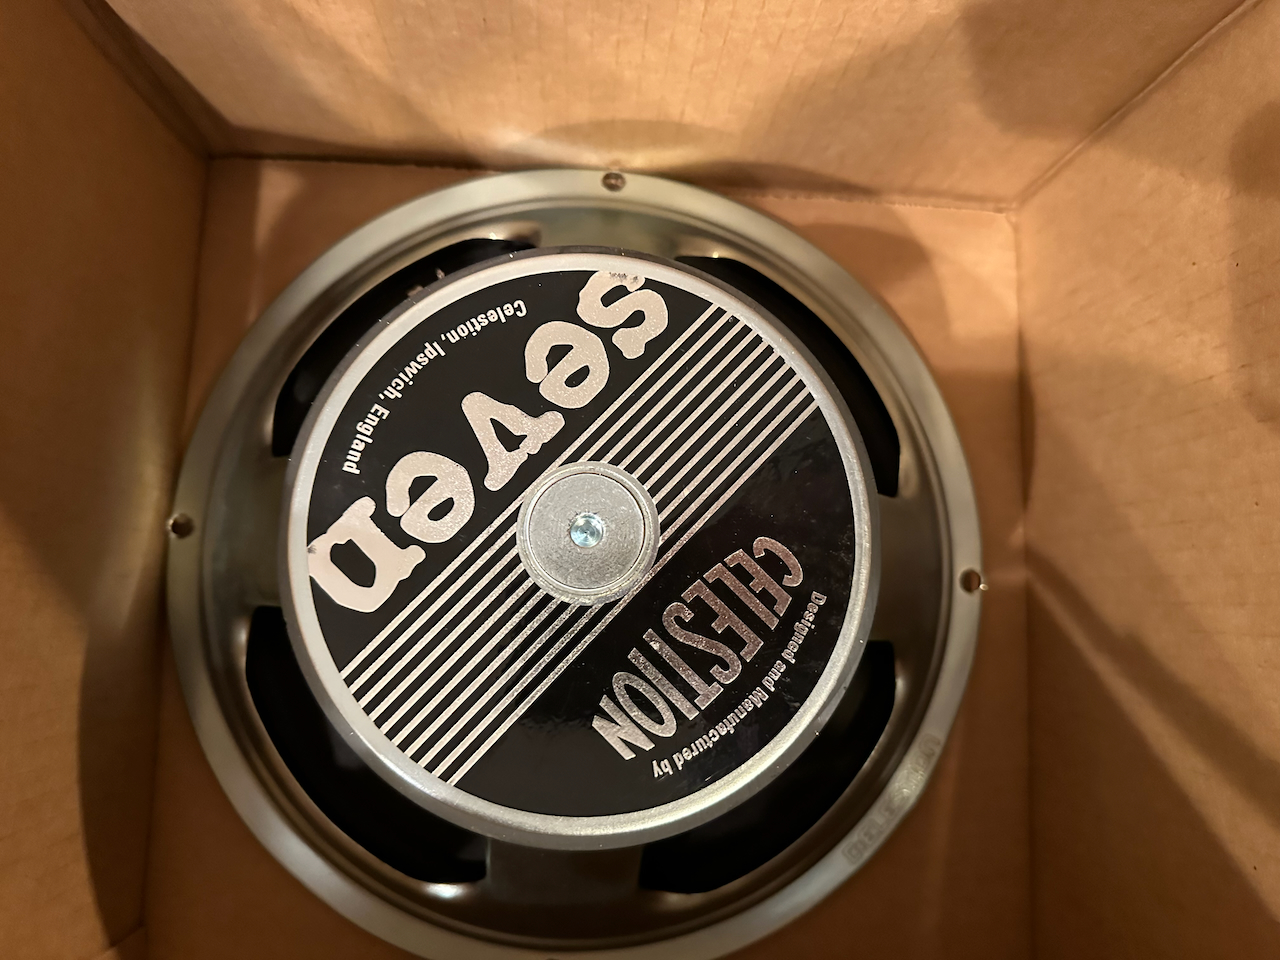 Designed and Manufactured by
CELESTION
seven
Celestion, Ipswich, England